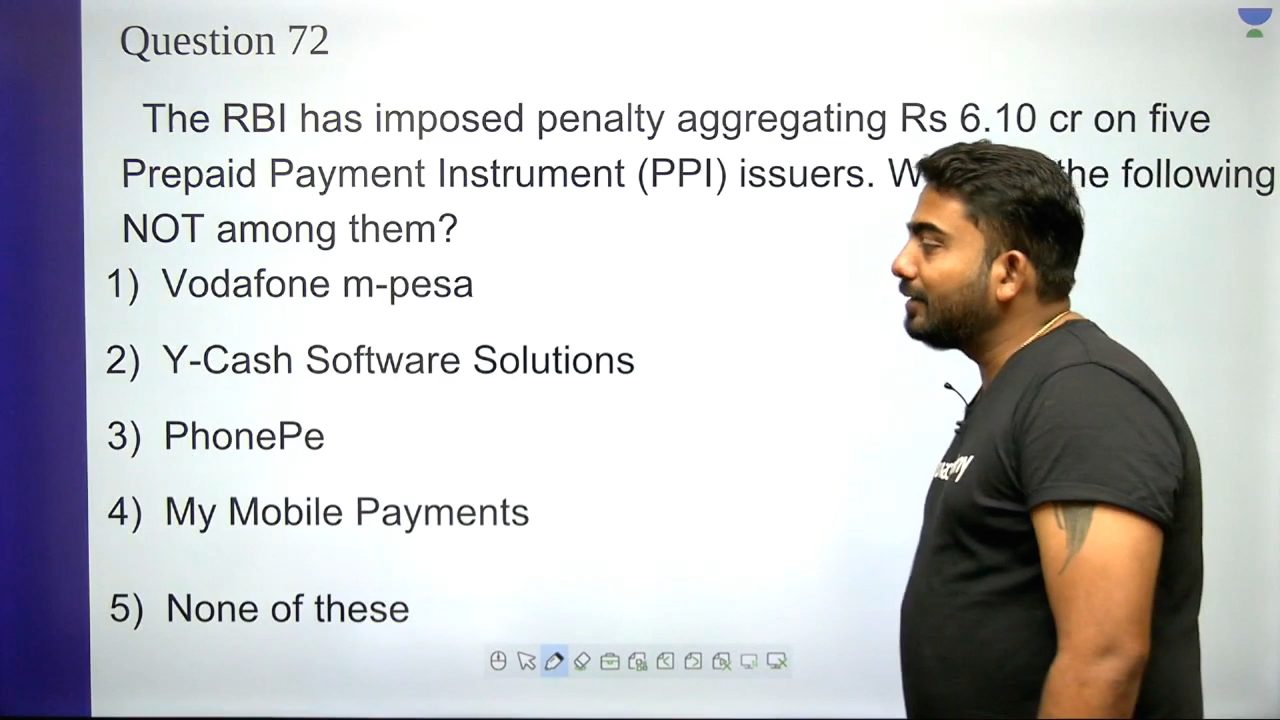 Question 72
The RBI has imposed penalty aggregating Rs 6.10 cr on five
Prepaid Payment Instrument (PPI) issuers. the following
NOT among them?
1) Vodafone m-pesa
2) Y-Cash Software Solutions
3) PhonePe
4) My Mobile Payments
5) None of these